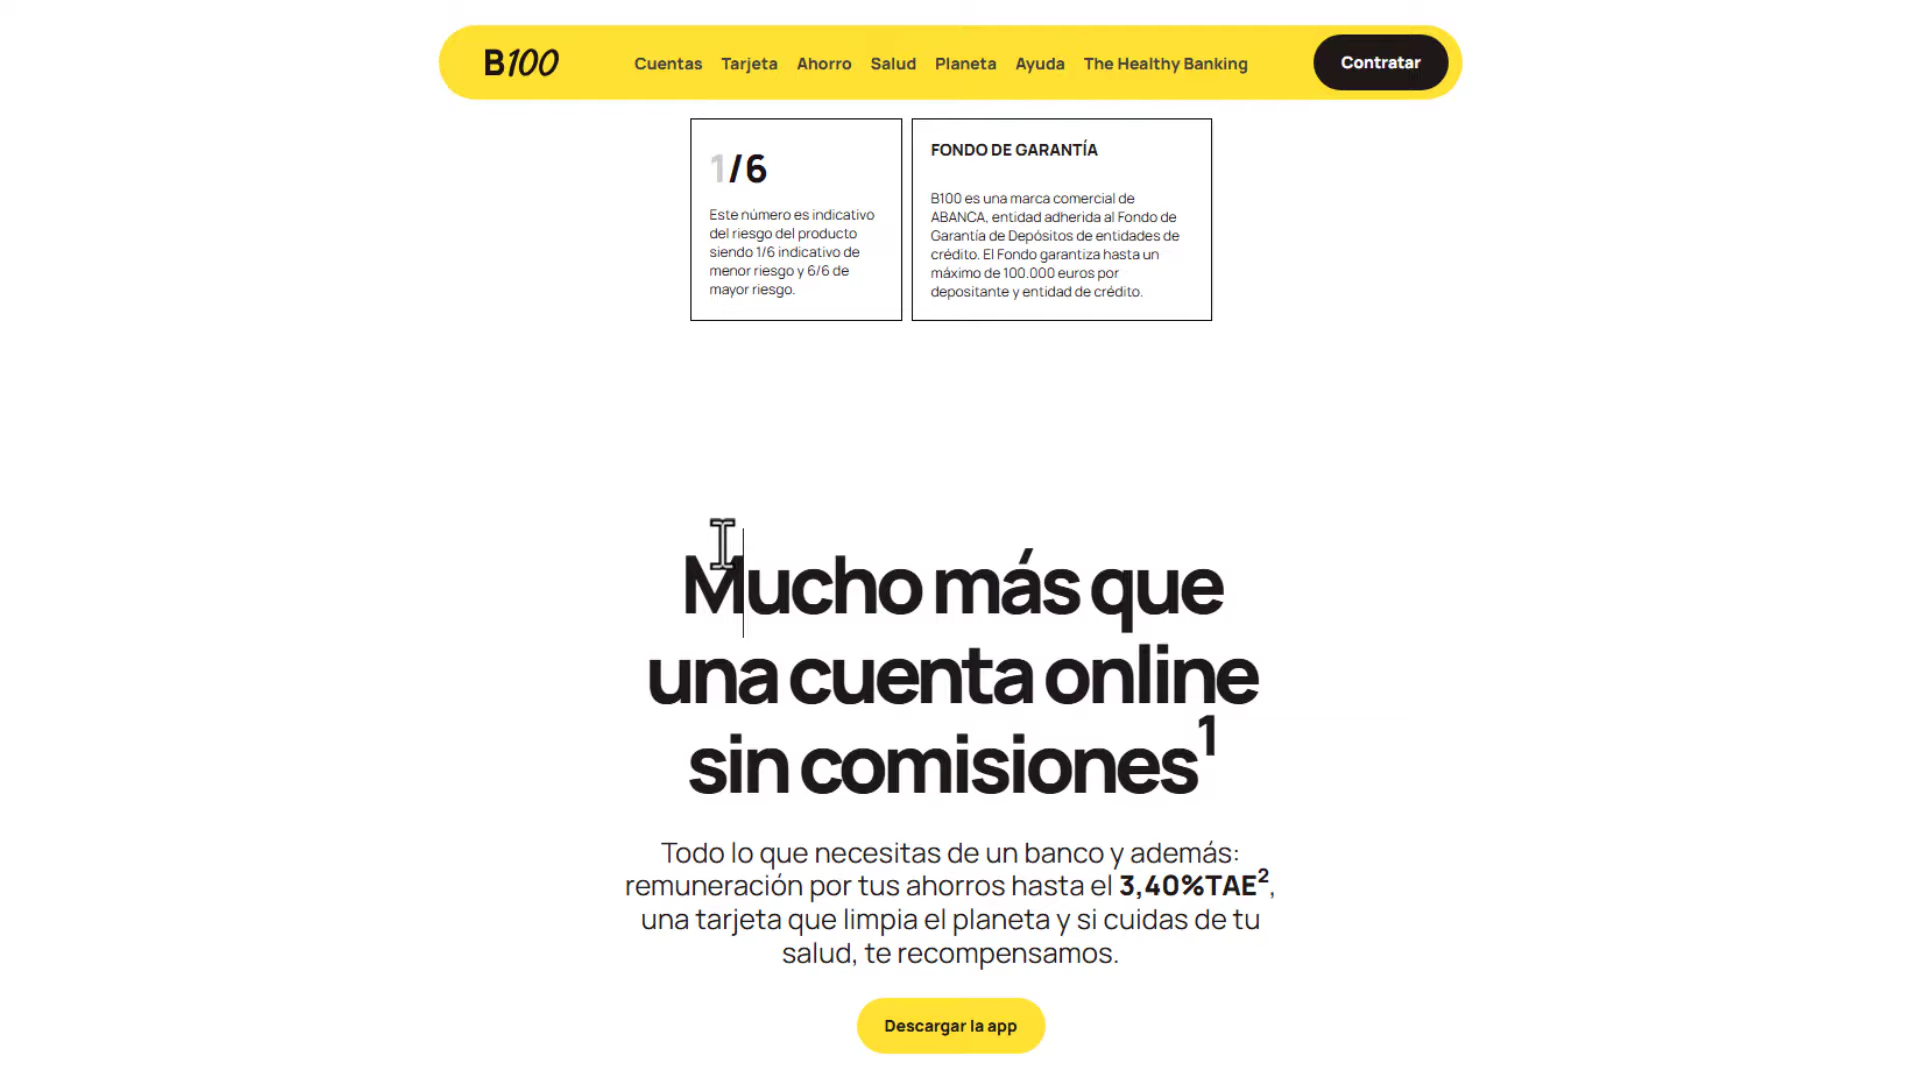 B100
Cuentas Tarjeta Ahorro Salud Planeta Ayuda The Healthy Banking
Contratar
1/6
Este número es indicativo
del riesgo del producto
siendo 1/6 indicativo de
menor riesgo y 6/6 de
mayor riesgo.
FONDO DE GARANTÍA
B100 es una marca comercial de
ABANCA, entidad adherida al Fondo de
Garantía de Depósitos de entidades de
crédito. El Fondo garantiza hasta un
máximo de 100.000 euros por
depositante y entidad de crédito.
Mucho más que
una cuenta online
sin comisiones¹
Todo lo que necesitas de un banco y además:
remuneración por tus ahorros hasta el 3,40%TAE²,
una tarjeta que limpia el planeta y si cuidas de tu
salud, te recompensamos.
Descargar la app